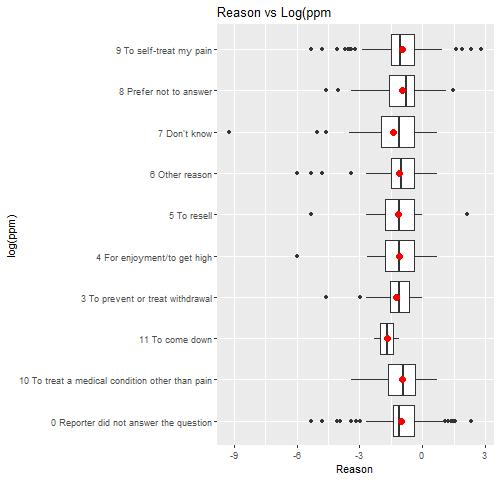 Reason vs Log(ppm
9 To self-treat my pain
8 Prefer not to answer
7 Don't know
6 Other reason
5 To resell
4 For enjoyment/to get high
3 To prevent or treat withdrawal
11 To come down
10 To treat a medical condition other than pain
0 Reporter did not answer the question
log(ppm)
-9 -6 -3 0 3
Reason